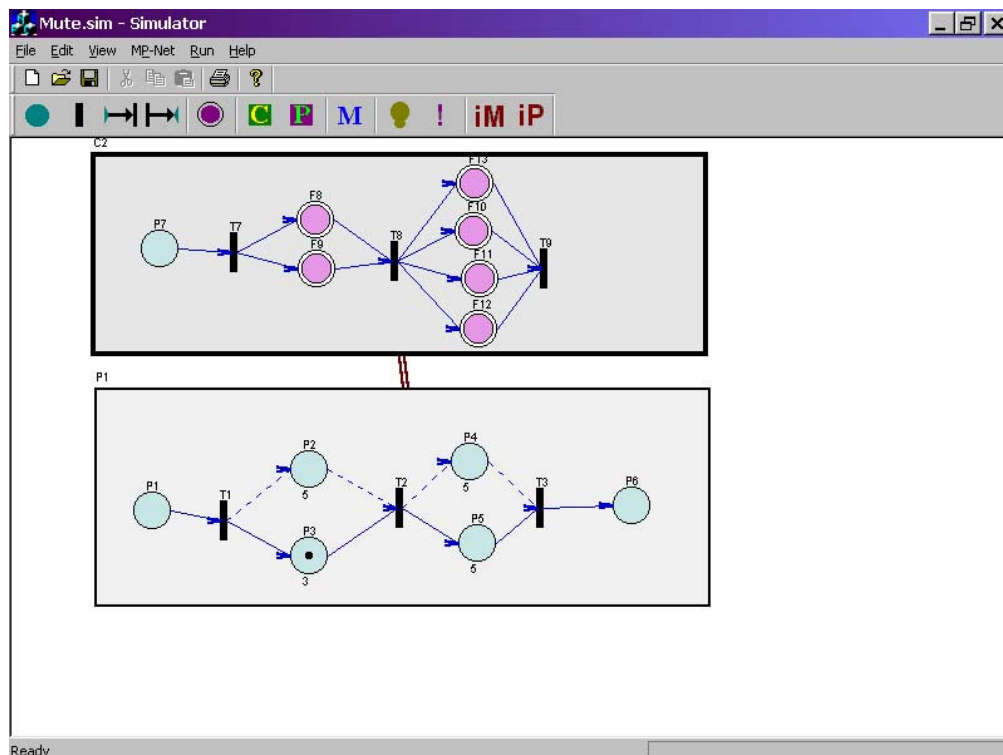 Mute.sim - Simulator
File Edit View MP-Net Run Help
C P M ! iM iP
C2
F13
F8
F10
P7
T7
T8
T9
F9
F11
F12
P1
P2
P4
5
5
P1
T1
T2
T3
P6
P3
P5
3
5
Ready